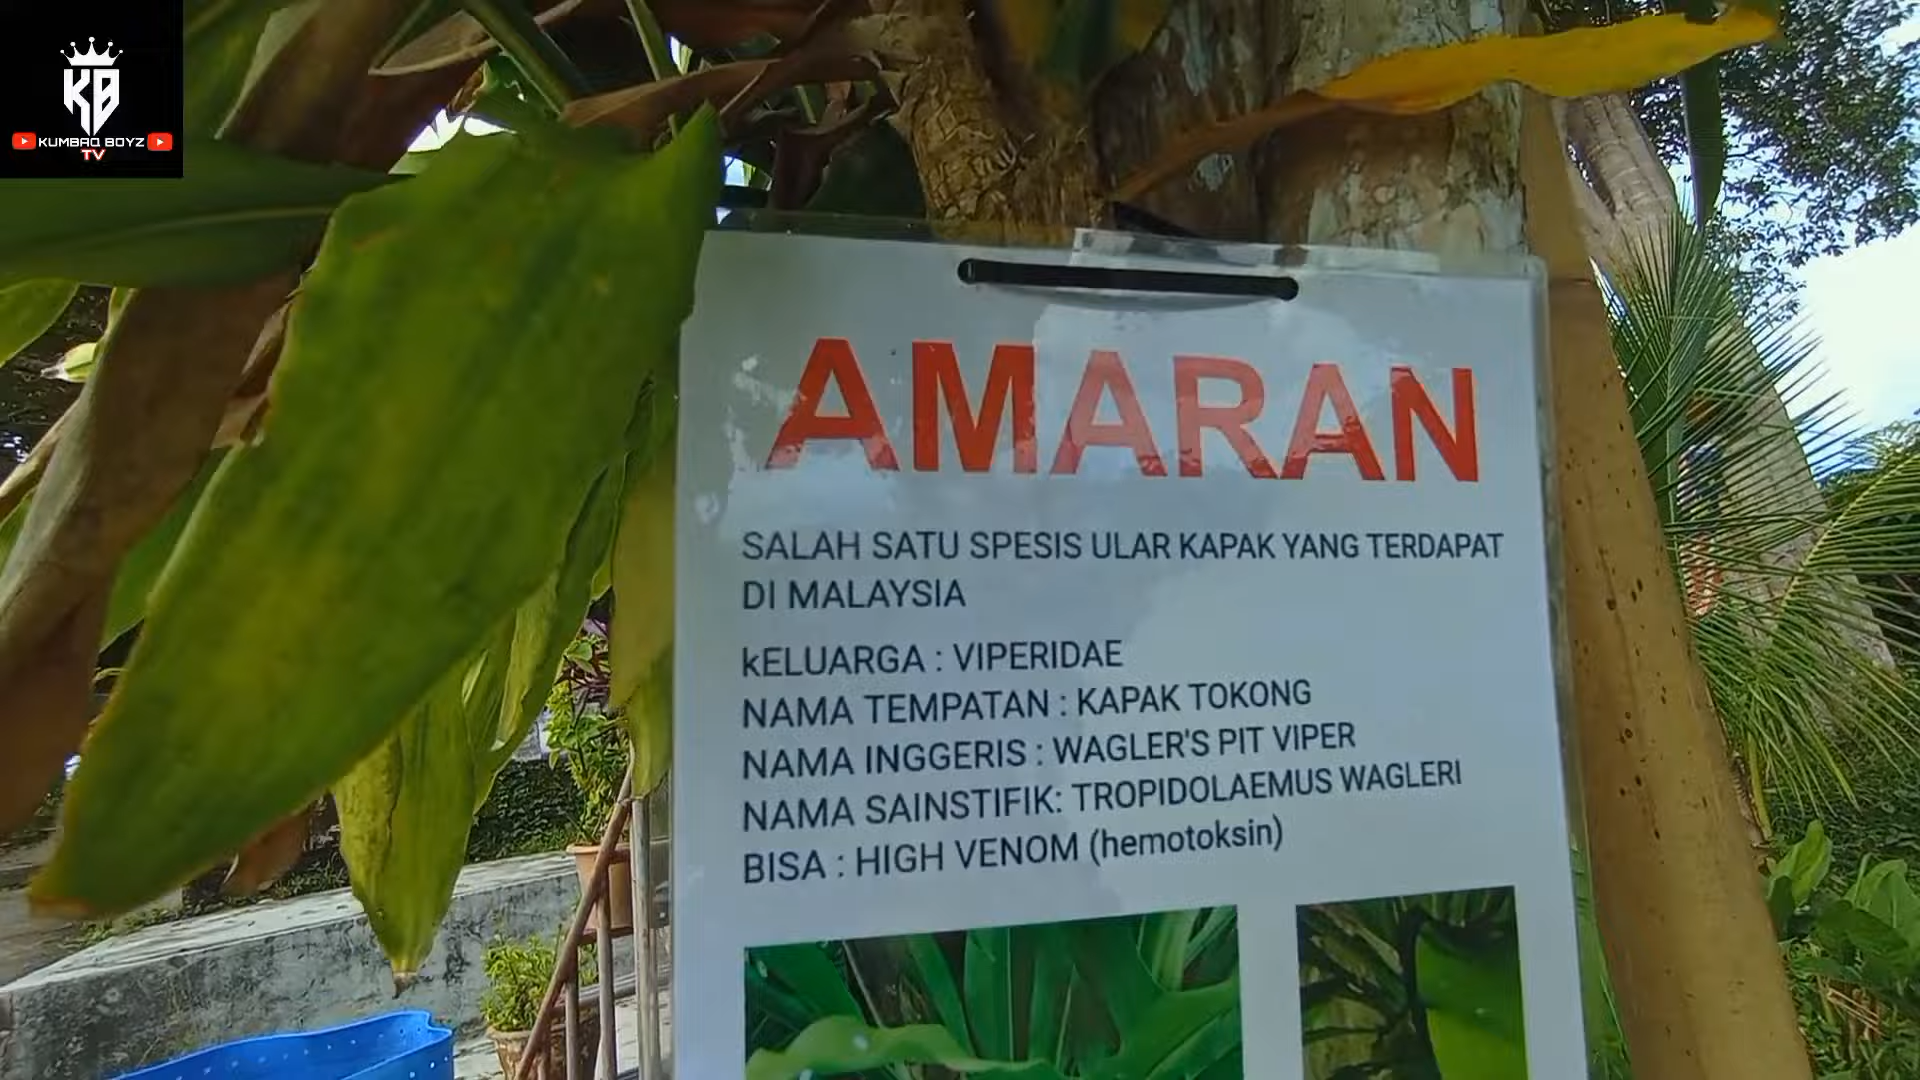 KB
KUMBAQ BOYZ
TV
AMARAN
SALAH SATU SPESIS ULAR KAPAK YANG TERDAPAT
DI MALAYSIA
kELUARGA : VIPERIDAE
NAMA TEMPATAN : KAPAK TOKONG
NAMA INGGERIS : WAGLER'S PIT VIPER
NAMA SAINSTIFIK: TROPIDOLAEMUS WAGLERI
BISA : HIGH VENOM (hemotoksin)